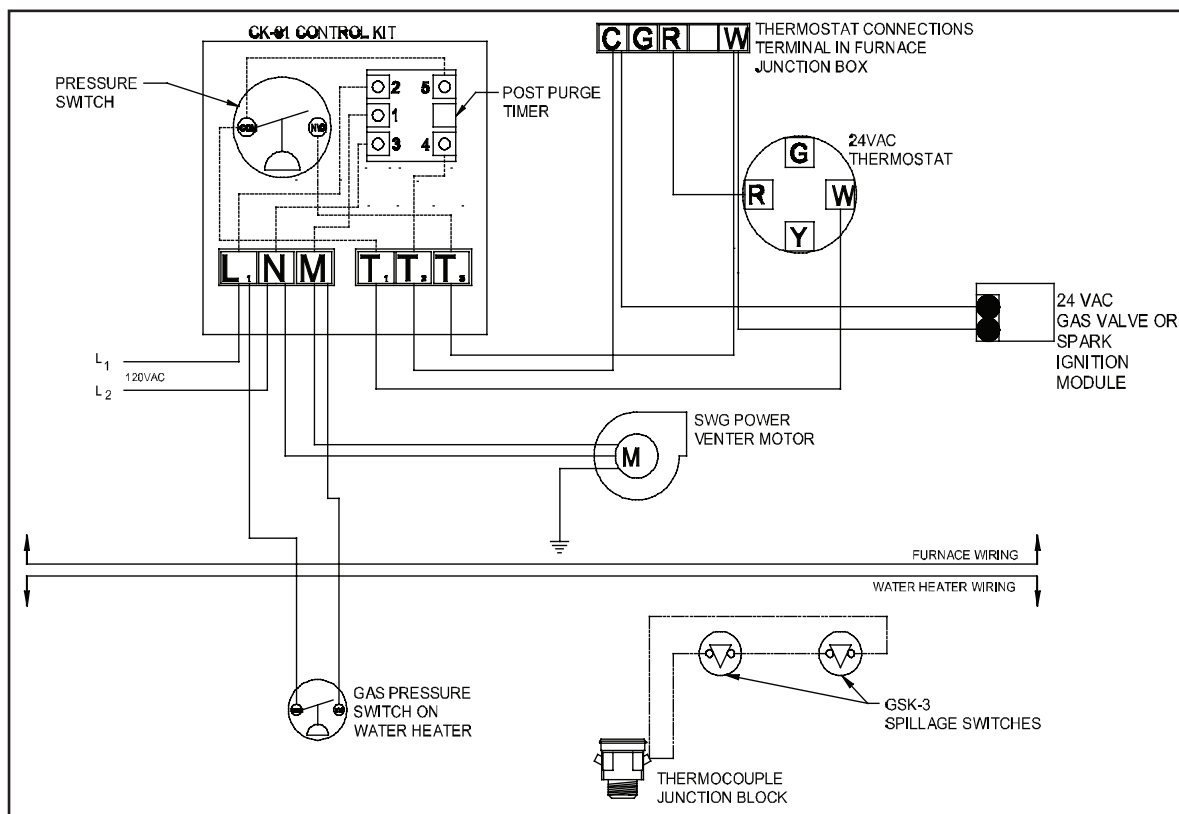 CK-91 CONTROL KIT
PRESSURE
SWITCH
COM
N/O
2
1
3
5
4
POST PURGE
TIMER
C G R W
THERMOSTAT CONNECTIONS
TERMINAL IN FURNACE
JUNCTION BOX
24VAC
THERMOSTAT
G
R
W
Y
L1 N M
T1 T2 T3
24 VAC
GAS VALVE OR
SPARK
IGNITION
MODULE
L1
120VAC
L2
SWG POWER
VENTER MOTOR
M
FURNACE WIRING
WATER HEATER WIRING
GAS PRESSURE
SWITCH ON
WATER HEATER
GSK-3
SPILLAGE SWITCHES
THERMOCOUPLE
JUNCTION BLOCK